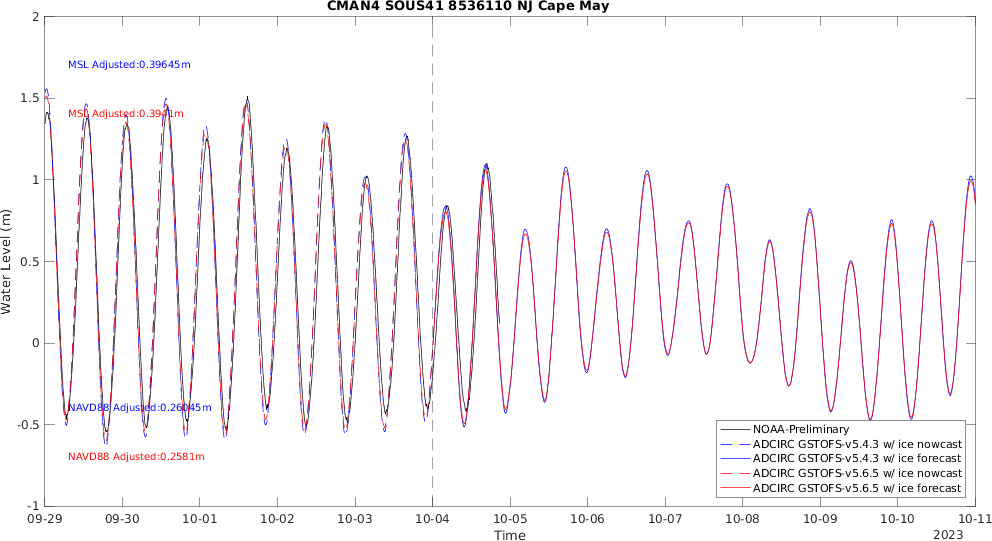 CMAN4 SOUS41 8536110 NJ Cape May
2
1.5
1
0.5
0
-0.5
-1
Water Level (m)
MSL Adjusted:0.39645m
MSL Adjusted:0.3941m
NAVD88 Adjusted:0.26045m
NAVD88 Adjusted:0.2581m
NOAA-Preliminary
ADCIRC GSTOFS-v5.4.3 w/ ice nowcast
ADCIRC GSTOFS-v5.4.3 w/ ice forecast
ADCIRC GSTOFS-v5.6.5 w/ ice nowcast
ADCIRC GSTOFS-v5.6.5 w/ ice forecast
09-29 09-30 10-01 10-02 10-03 10-04 10-05 10-06 10-07 10-08 10-09 10-10 10-11
Time
2023